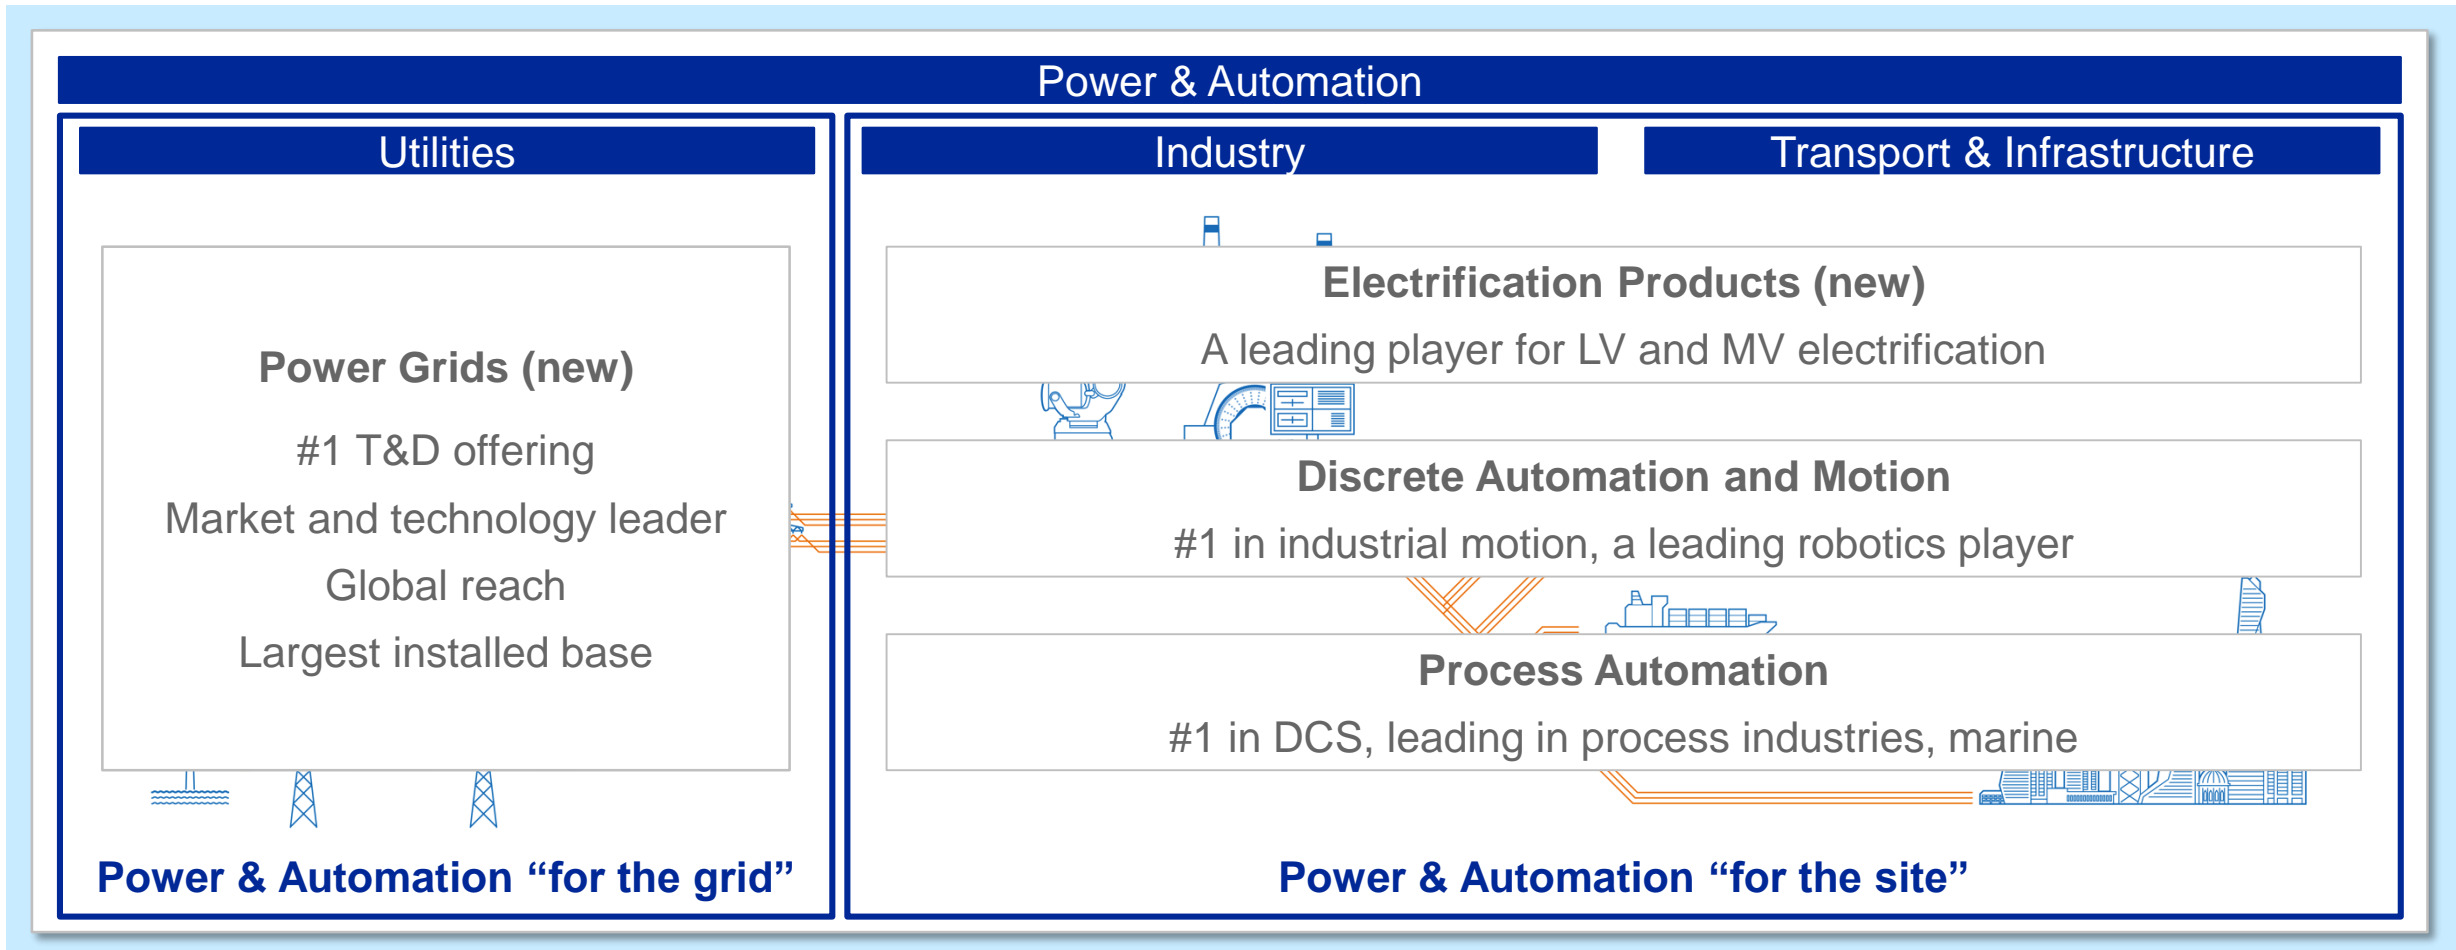 Power & Automation
Utilities
Industry
Transport & Infrastructure
Power Grids (new)
#1 T&D offering
Market and technology leader
Global reach
Largest installed base
Power & Automation “for the grid”
Electrification Products (new)
A leading player for LV and MV electrification
Discrete Automation and Motion
#1 in industrial motion, a leading robotics player
Process Automation
#1 in DCS, leading in process industries, marine
Power & Automation “for the site”